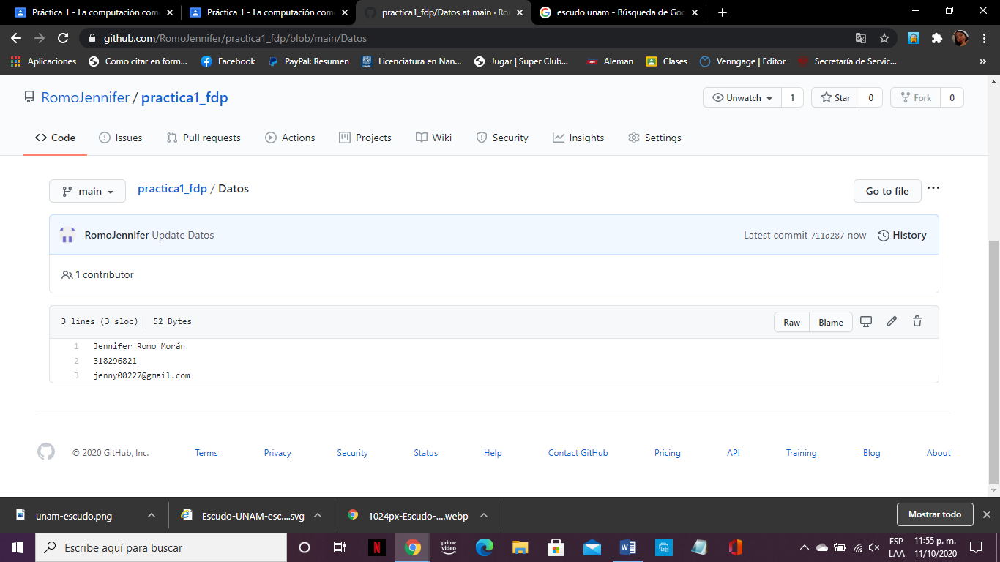 Práctica 1 - La computación com
Práctica 1 - La computación com
practica1_fdp/Datos at main · Ro
escudo unam - Búsqueda de Goo
github.com/RomoJennifer/practica1_fdp/blob/main/Datos
Aplicaciones
Como citar en form...
Facebook
PayPal: Resumen
Licenciatura en Nan...
Jugar | Super Club...
Aleman
Clases
Venngage | Editor
Secretaría de Servic...
»
RomoJennifer / practica1_fdp
Unwatch 1
Star 0
Fork 0
Code
Issues
Pull requests
Actions
Projects
Wiki
Security
Insights
Settings
main
practica1_fdp / Datos
Go to file
...
RomoJennifer Update Datos
Latest commit 711d287 now
History
1 contributor
3 lines (3 sloc)
52 Bytes
Raw
Blame
1 Jennifer Romo Morán
2 318296821
3 jenny00227@gmail.com
© 2020 GitHub, Inc.
Terms
Privacy
Security
Status
Help
Contact GitHub
Pricing
API
Training
Blog
About
unam-escudo.png
Escudo-UNAM-esc....svg
1024px-Escudo-....webp
Mostrar todo
Escribe aquí para buscar
prime video
ESP
LAA
11:55 p. m.
11/10/2020